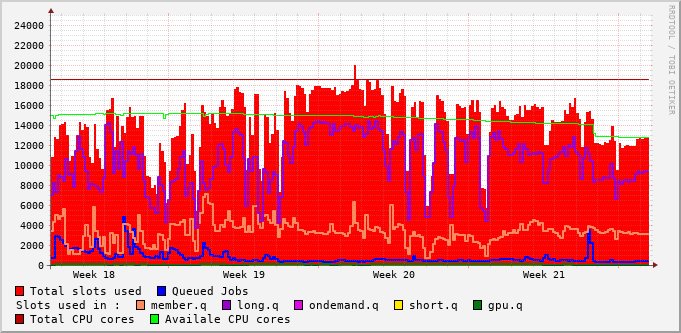 24000
22000
20000
18000
16000
14000
12000
10000
8000
6000
4000
2000
0
Week 18 Week 19 Week 20 Week 21
Total slots used Queued Jobs
Slots used in : member.q long.q ondemand.q short.q gpu.q
Total CPU cores Availale CPU cores
RRDTOOL / TOBI OETIKER